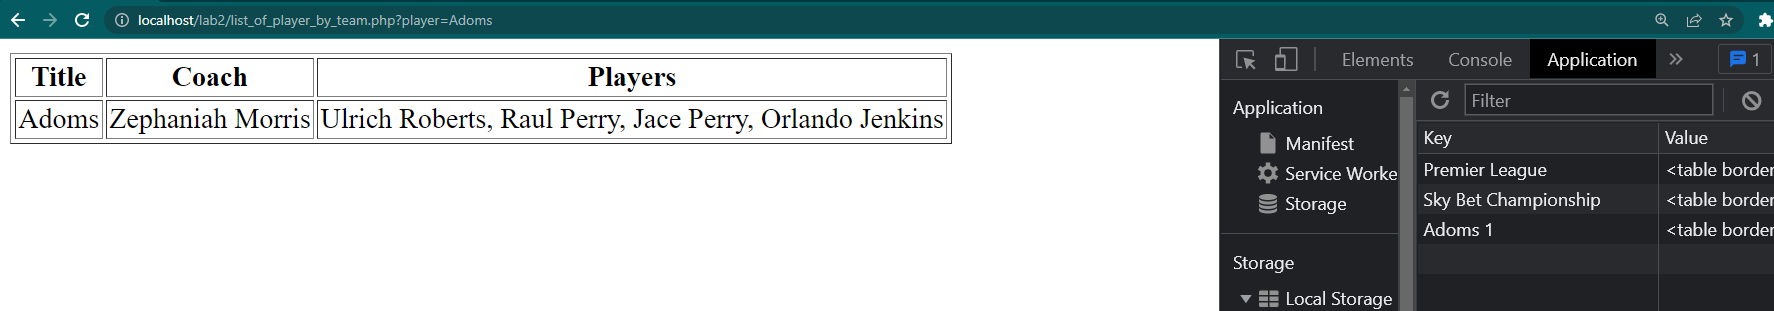 localhost/lab2/list_of_player_by_team.php?player=Adoms
Title Coach Players
Adoms Zephaniah Morris Ulrich Roberts, Raul Perry, Jace Perry, Orlando Jenkins
Elements Console Application » 1
Application
Manifest
Service Worke
Storage
Storage
Local Storage
Filter
Key Value
Premier League <table border
Sky Bet Championship <table border
Adoms 1 <table border